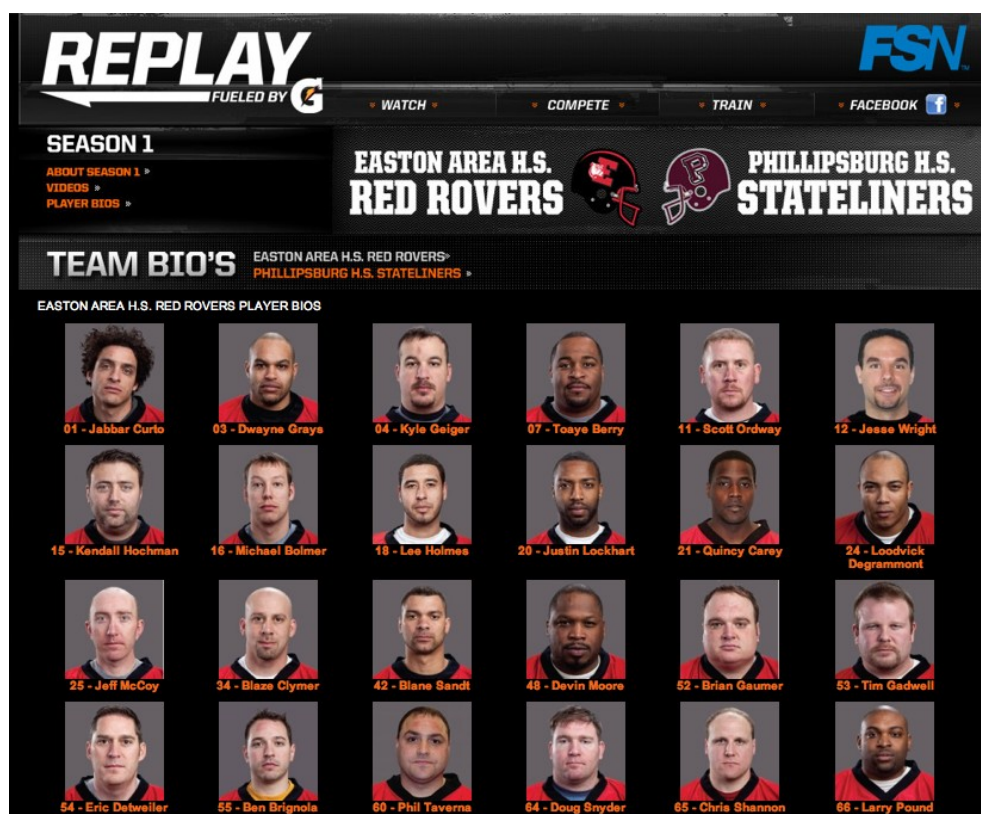 REPLAY
FUELED BY G
FSN
WATCH
COMPETE
TRAIN
FACEBOOK f
SEASON 1
ABOUT SEASON 1
VIDEOS
PLAYER BIOS
EASTON AREA H.S.
RED ROVERS
E
P
PHILLIPSBURG H.S.
STATELINERS
TEAM BIO'S
EASTON AREA H.S. RED ROVERS
PHILLIPSBURG H.S. STATELINERS
EASTON AREA H.S. RED ROVERS PLAYER BIOS
01 - Jabbar Curto
03 - Dwayne Grays
04 - Kyle Geiger
07 - Toaye Berry
11 - Scott Ordway
12 - Jesse Wright
15 - Kendall Hochman
16 - Michael Bolmer
18 - Lee Holmes
20 - Justin Lockhart
21 - Quincy Carey
24 - Loodvick
Degrammont
25 - Jeff McCoy
34 - Blaze Clymer
42 - Blane Sandt
48 - Devin Moore
52 - Brian Gaumer
53 - Tim Gadwell
54 - Eric Detweiler
55 - Ben Brignola
60 - Phil Taverna
64 - Doug Snyder
65 - Chris Shannon
66 - Larry Pound